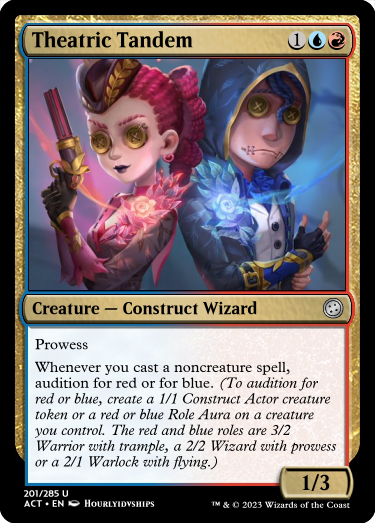 Theatric Tandem 1
Creature — Construct Wizard
Prowess
Whenever you cast a noncreature spell,
audition for red or for blue. (To audition for
red or blue, create a 1/1 Construct Actor creature
token or a red or blue Role Aura on a creature
you control. The red and blue roles are 3/2
Warrior with trample, a 2/2 Wizard with prowess
or a 2/1 Warlock with flying.)
1/3
201/285 U
ACT • EN HOURLYIDVSHIPS
™ & © 2023 Wizards of the Coast